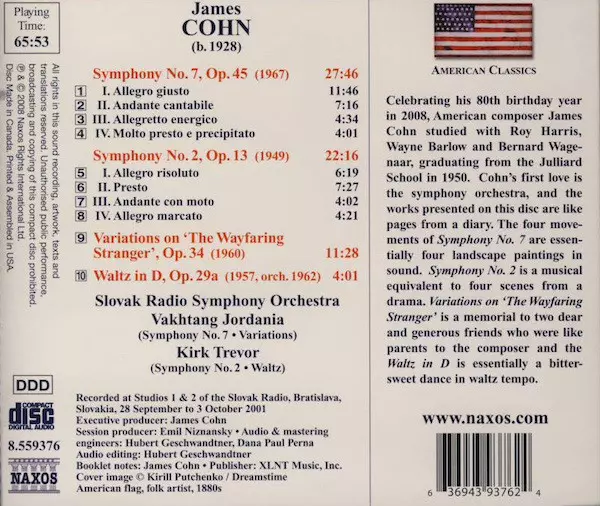 Playing
Time:
65:53
All rights in this sound recording, artwork, texts and
translations reserved. Unauthorised public performance,
broadcasting and copying of this compact disc prohibited.
℗ & © 2008 Naxos Rights International Ltd.
Disc Made in Canada. Printed & Assembled in USA.
DDD
COMPACT
disc
DIGITAL AUDIO
8.559376
NAXOS
James
COHN
(b. 1928)
Symphony No. 7, Op. 45 (1967) 27:46
1 I. Allegro giusto 11:46
2 II. Andante cantabile 7:16
3 III. Allegretto energico 4:34
4 IV. Molto presto e precipitato 4:01
Symphony No. 2, Op. 13 (1949) 22:16
5 I. Allegro risoluto 6:19
6 II. Presto 7:27
7 III. Andante con moto 4:02
8 IV. Allegro marcato 4:21
9 Variations on ‘The Wayfaring
Stranger’, Op. 34 (1960) 11:28
10 Waltz in D, Op. 29a (1957, orch. 1962) 4:01
Slovak Radio Symphony Orchestra
Vakhtang Jordania
(Symphony No. 7 • Variations)
Kirk Trevor
(Symphony No. 2 • Waltz)
Recorded at Studios 1 & 2 of the Slovak Radio, Bratislava,
Slovakia, 28 September to 3 October 2001
Executive producer: James Cohn
Session producer: Emil Niznansky • Audio & mastering
engineers: Hubert Geschwandtner, Dana Paul Perna
Audio editing: Hubert Geschwandtner
Booklet notes: James Cohn • Publisher: XLNT Music, Inc.
Cover image © Kirill Putchenko / Dreamstime
American flag, folk artist, 1880s
AMERICAN CLASSICS
Celebrating his 80th birthday year
in 2008, American composer James
Cohn studied with Roy Harris,
Wayne Barlow and Bernard Wage-
naar, graduating from the Julliard
School in 1950. Cohn’s first love is
the symphony orchestra, and the
works presented on this disc are like
pages from a diary. The four move-
ments of Symphony No. 7 are essen-
tially four landscape paintings in
sound. Symphony No. 2 is a musical
equivalent to four scenes from a
drama. Variations on ‘The Wayfaring
Stranger’ is a memorial to two dear
and generous friends who were like
parents to the composer and the
Waltz in D is essentially a bitter-
sweet dance in waltz tempo.
www.naxos.com
6 36943 93762 4